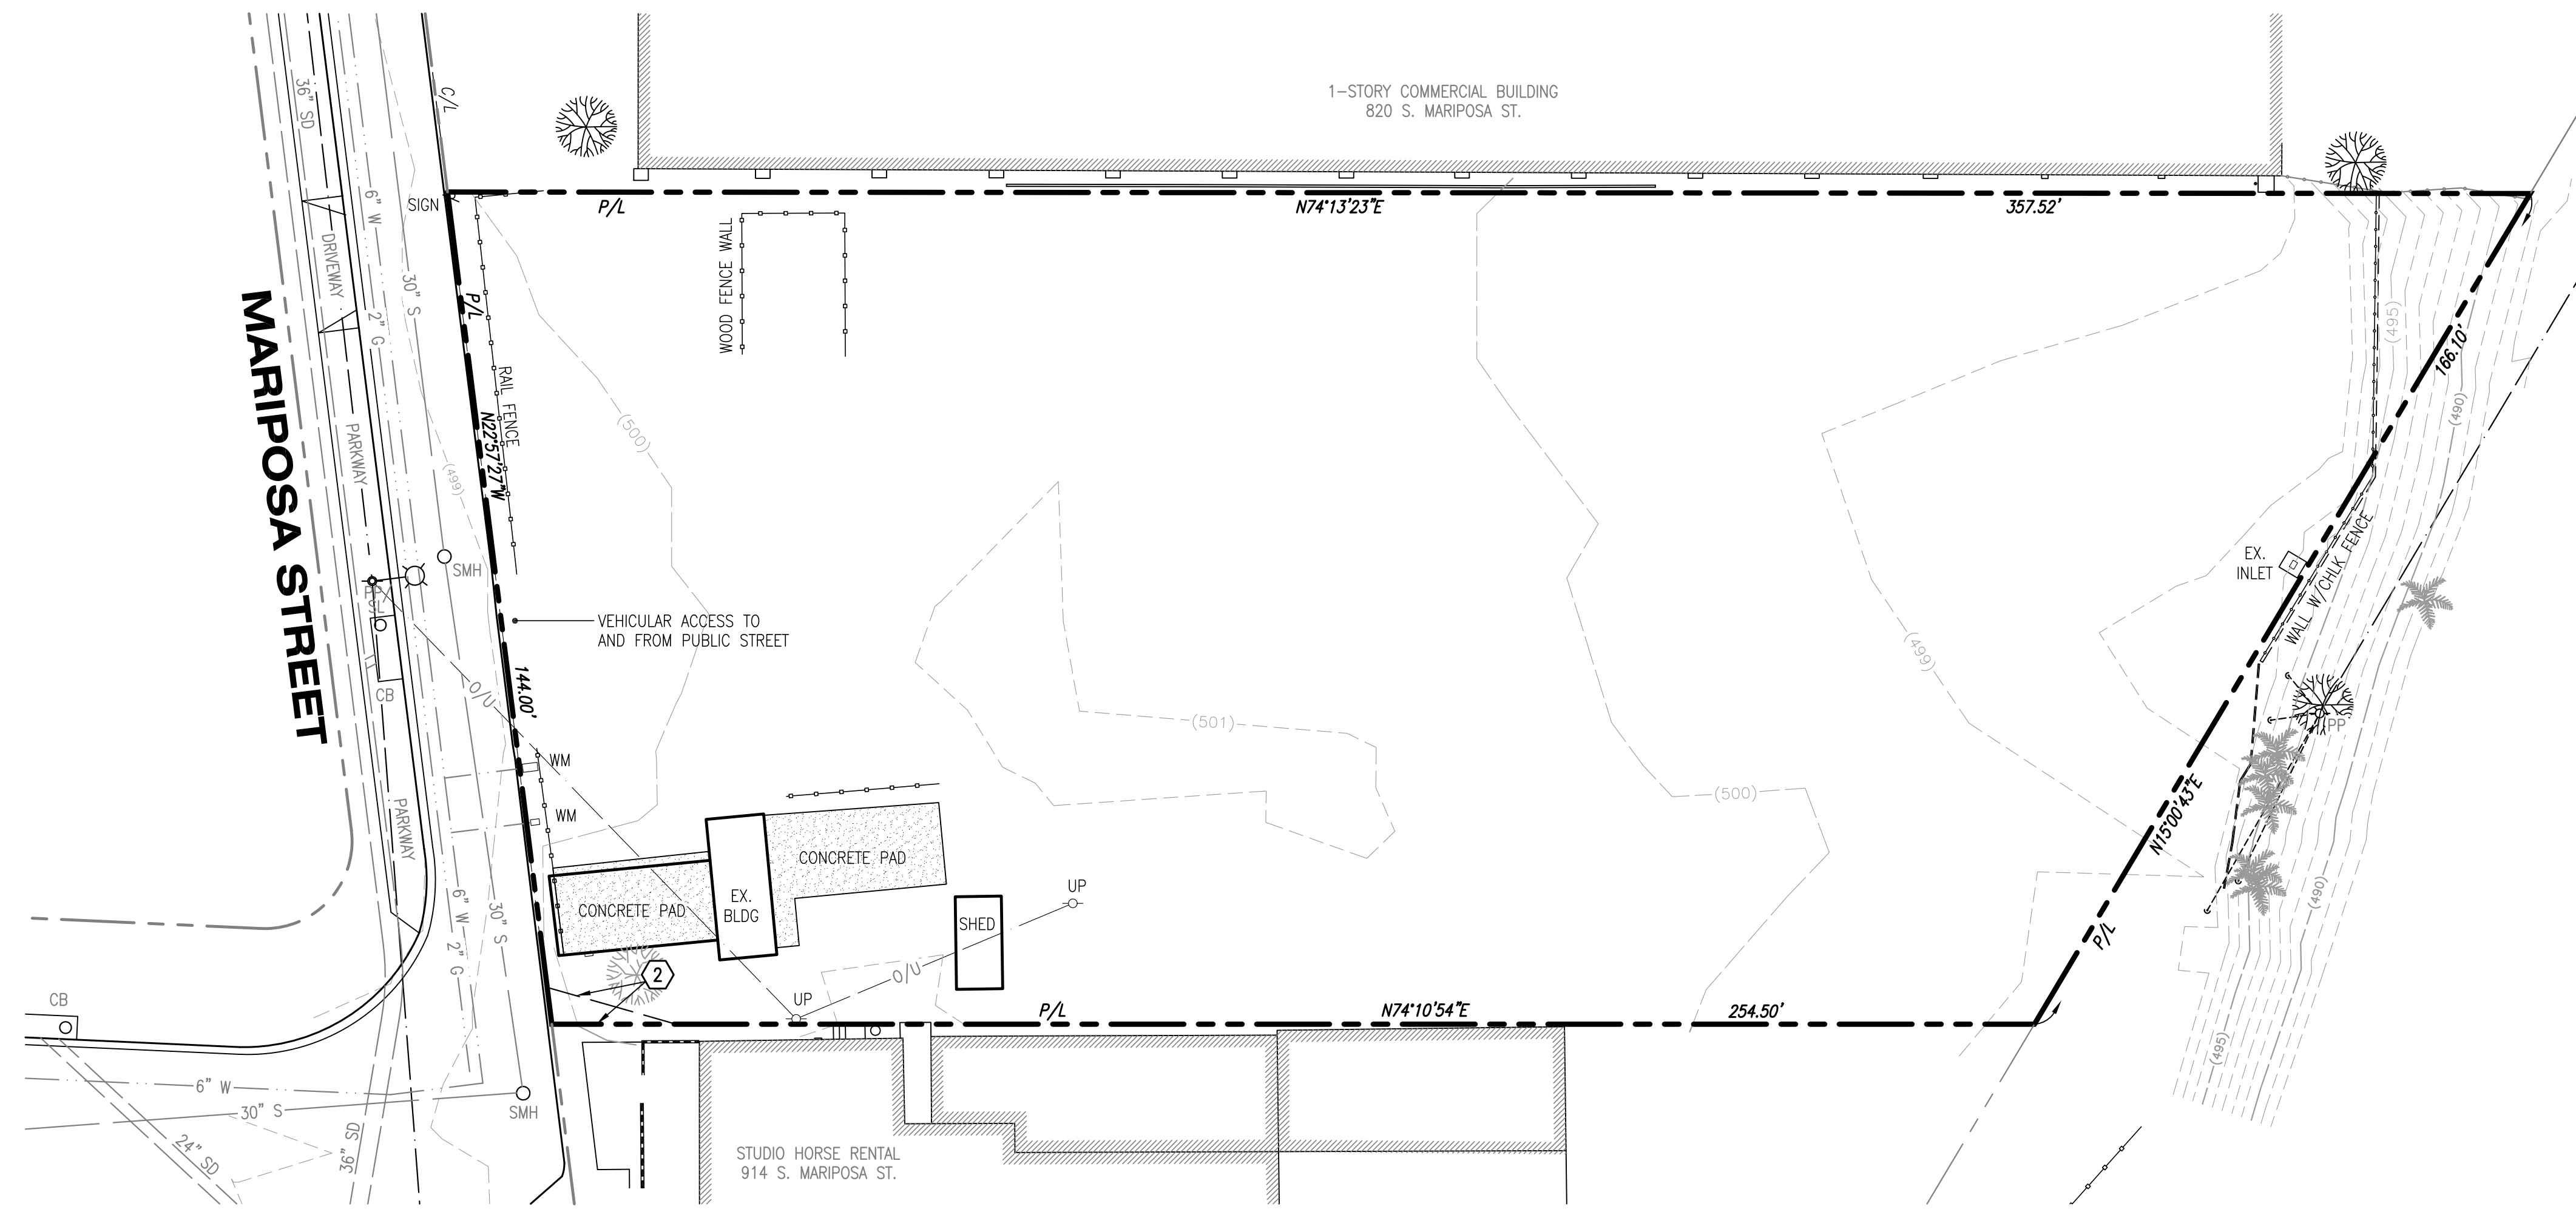 1-STORY COMMERCIAL BUILDING
820 S. MARIPOSA ST.
C/L
36" SD
SIGN
P/L
N74°13'23"E
357.52'
6" W
2" G
30" S
DRIVEWAY
P/L
WOOD FENCE WALL
RAIL FENCE
N22°57'27"W
MARIPOSA STREET
PARKWAY
(499)
(500)
(495)
166.10'
(490)
SMH
EX.
INLET
WALL W/CHLK FENCE
VEHICULAR ACCESS TO
AND FROM PUBLIC STREET
144.00'
O/U
CB
(499)
(501)
PP
WM
WM
(500)
PARKWAY
N15°00'43"E
CONCRETE PAD
CONCRETE PAD
EX.
BLDG
SHED
UP
6" W
2" G
30" S
(490)
P/L
2
O/U
UP
P/L
N74°10'54"E
254.50'
CB
(495)
6" W
30" S
SMH
24" SD
36" SD
STUDIO HORSE RENTAL
914 S. MARIPOSA ST.